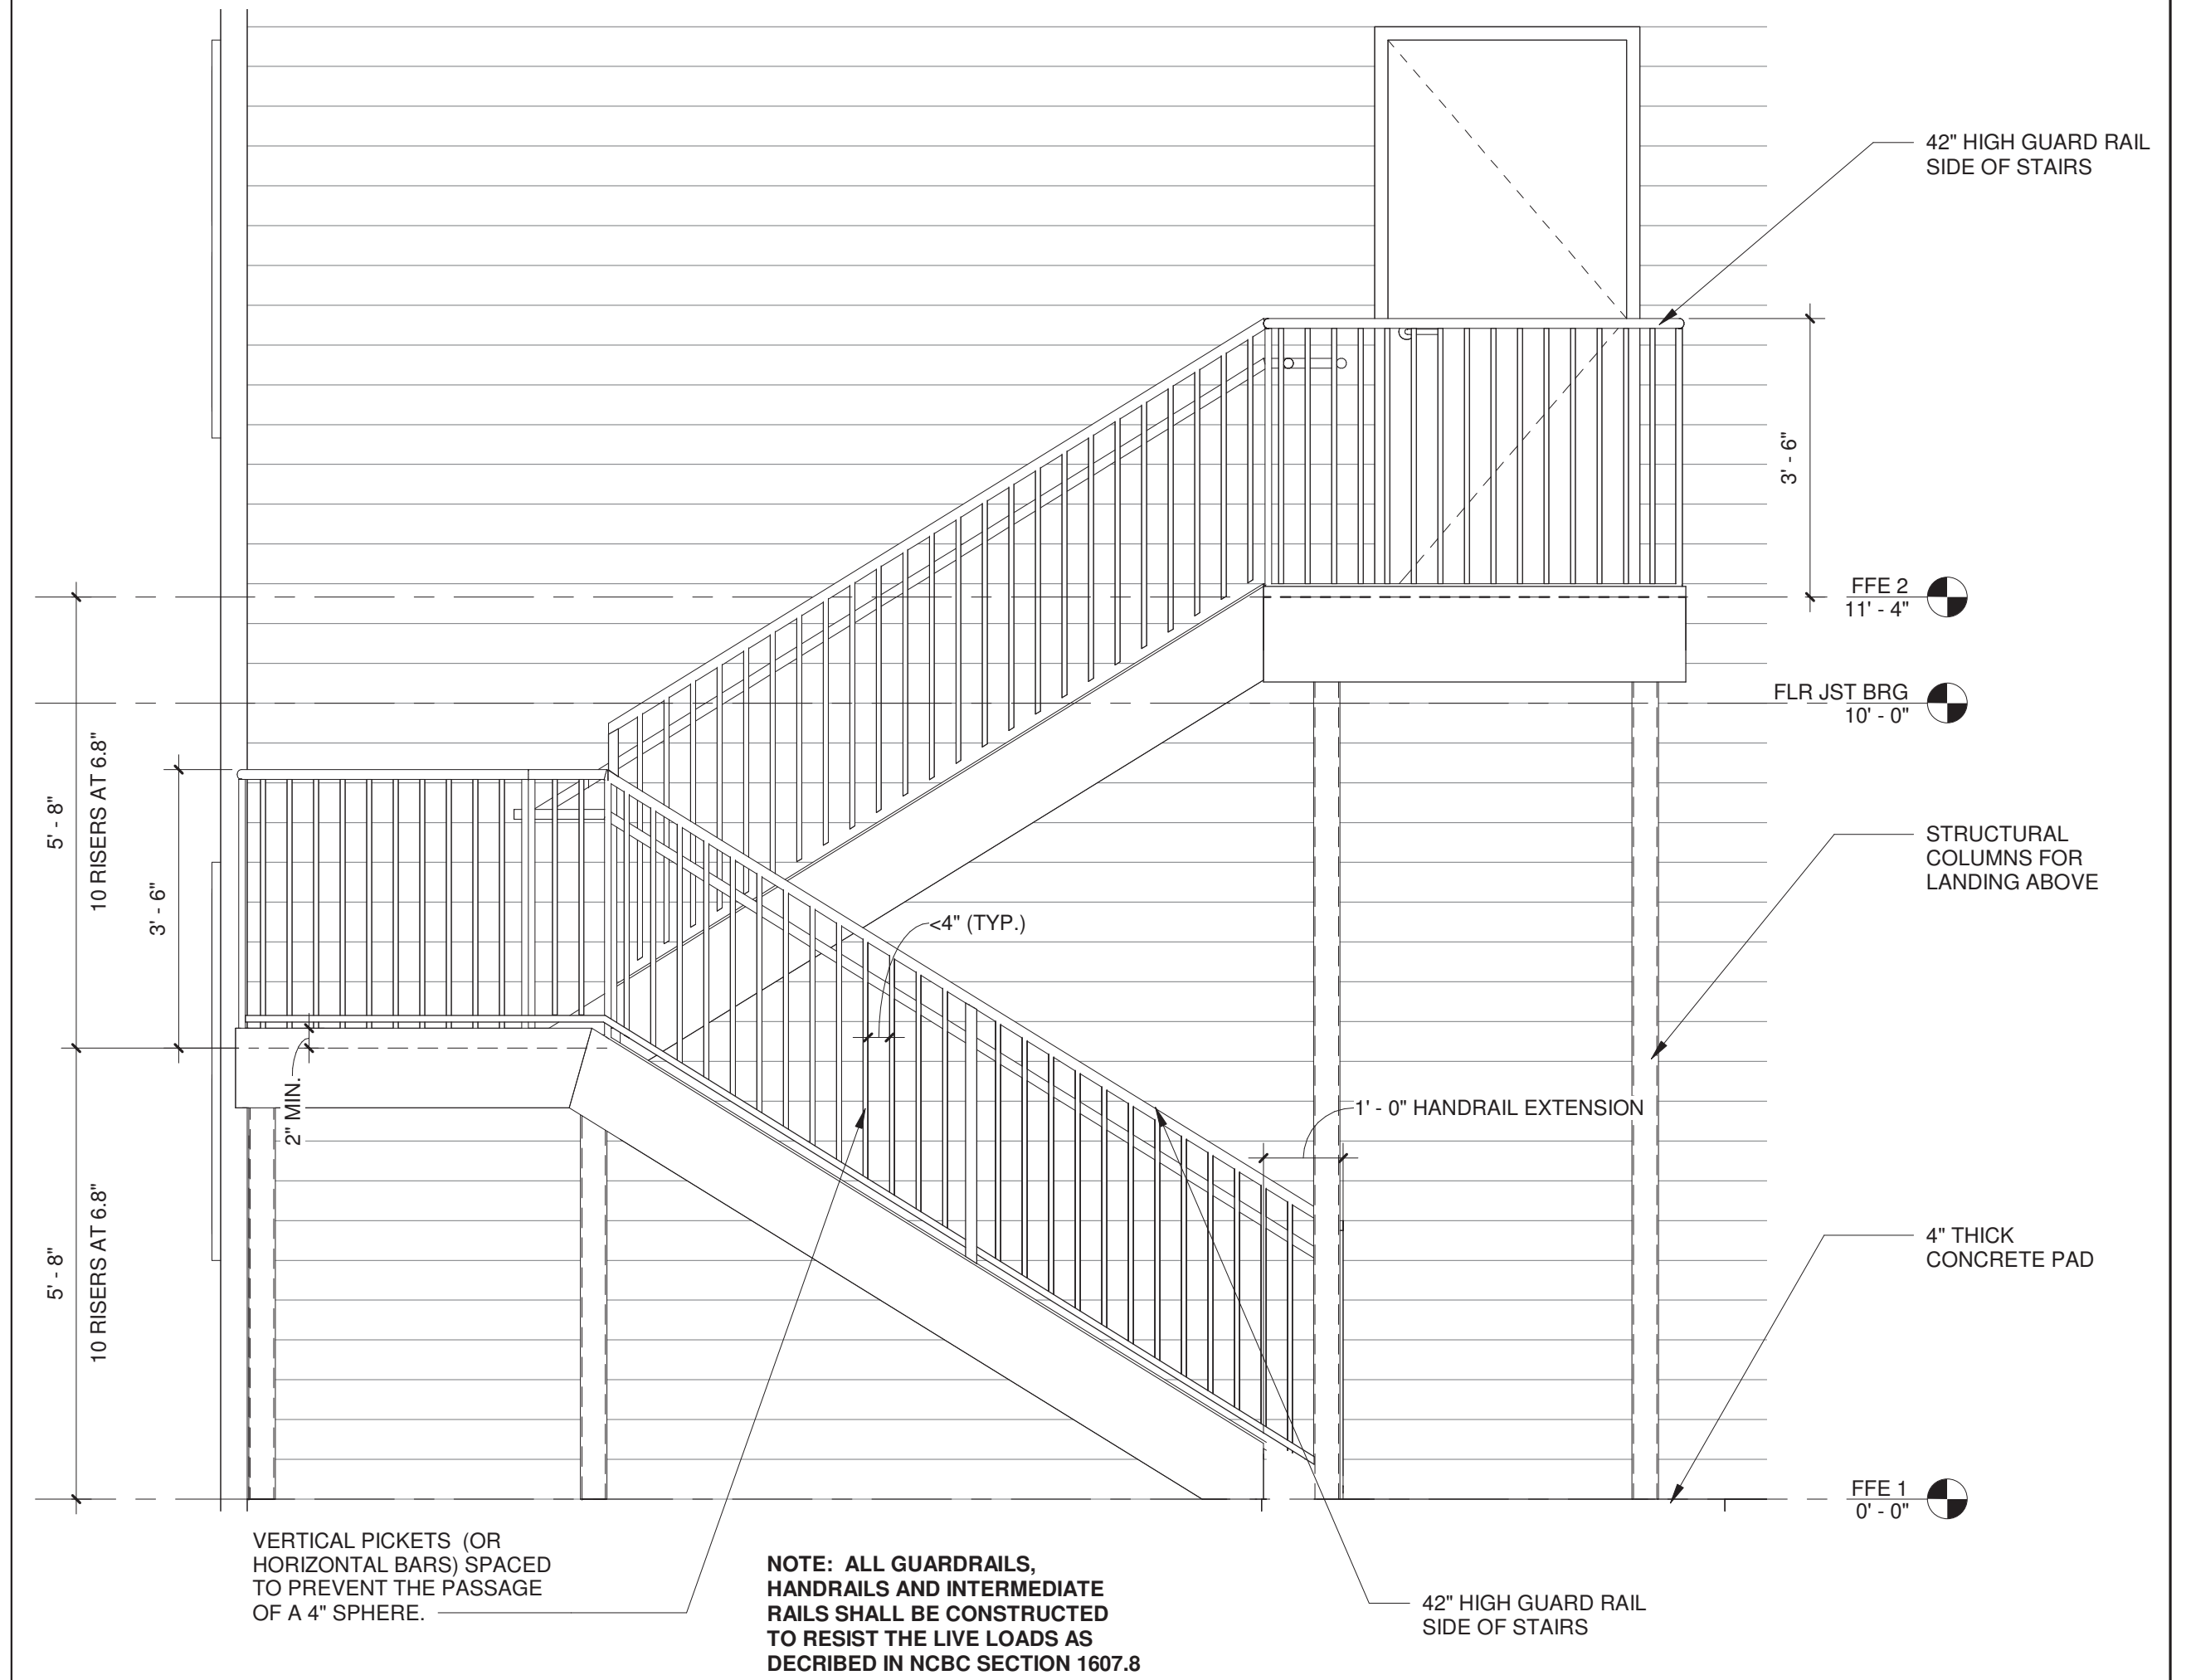 42" HIGH GUARD RAIL
SIDE OF STAIRS
3' - 6"
FFE 2
11' - 4"
FLR JST BRG
10' - 0"
5' - 8"
10 RISERS AT 6.8"
3' - 6"
STRUCTURAL
COLUMNS FOR
LANDING ABOVE
<4" (TYP.)
2" MIN.
1' - 0" HANDRAIL EXTENSION
5' - 8"
10 RISERS AT 6.8"
4" THICK
CONCRETE PAD
FFE 1
0' - 0"
VERTICAL PICKETS (OR
HORIZONTAL BARS) SPACED
TO PREVENT THE PASSAGE
OF A 4" SPHERE.
NOTE: ALL GUARDRAILS,
HANDRAILS AND INTERMEDIATE
RAILS SHALL BE CONSTRUCTED
TO RESIST THE LIVE LOADS AS
DECRIBED IN NCBC SECTION 1607.8
42" HIGH GUARD RAIL
SIDE OF STAIRS